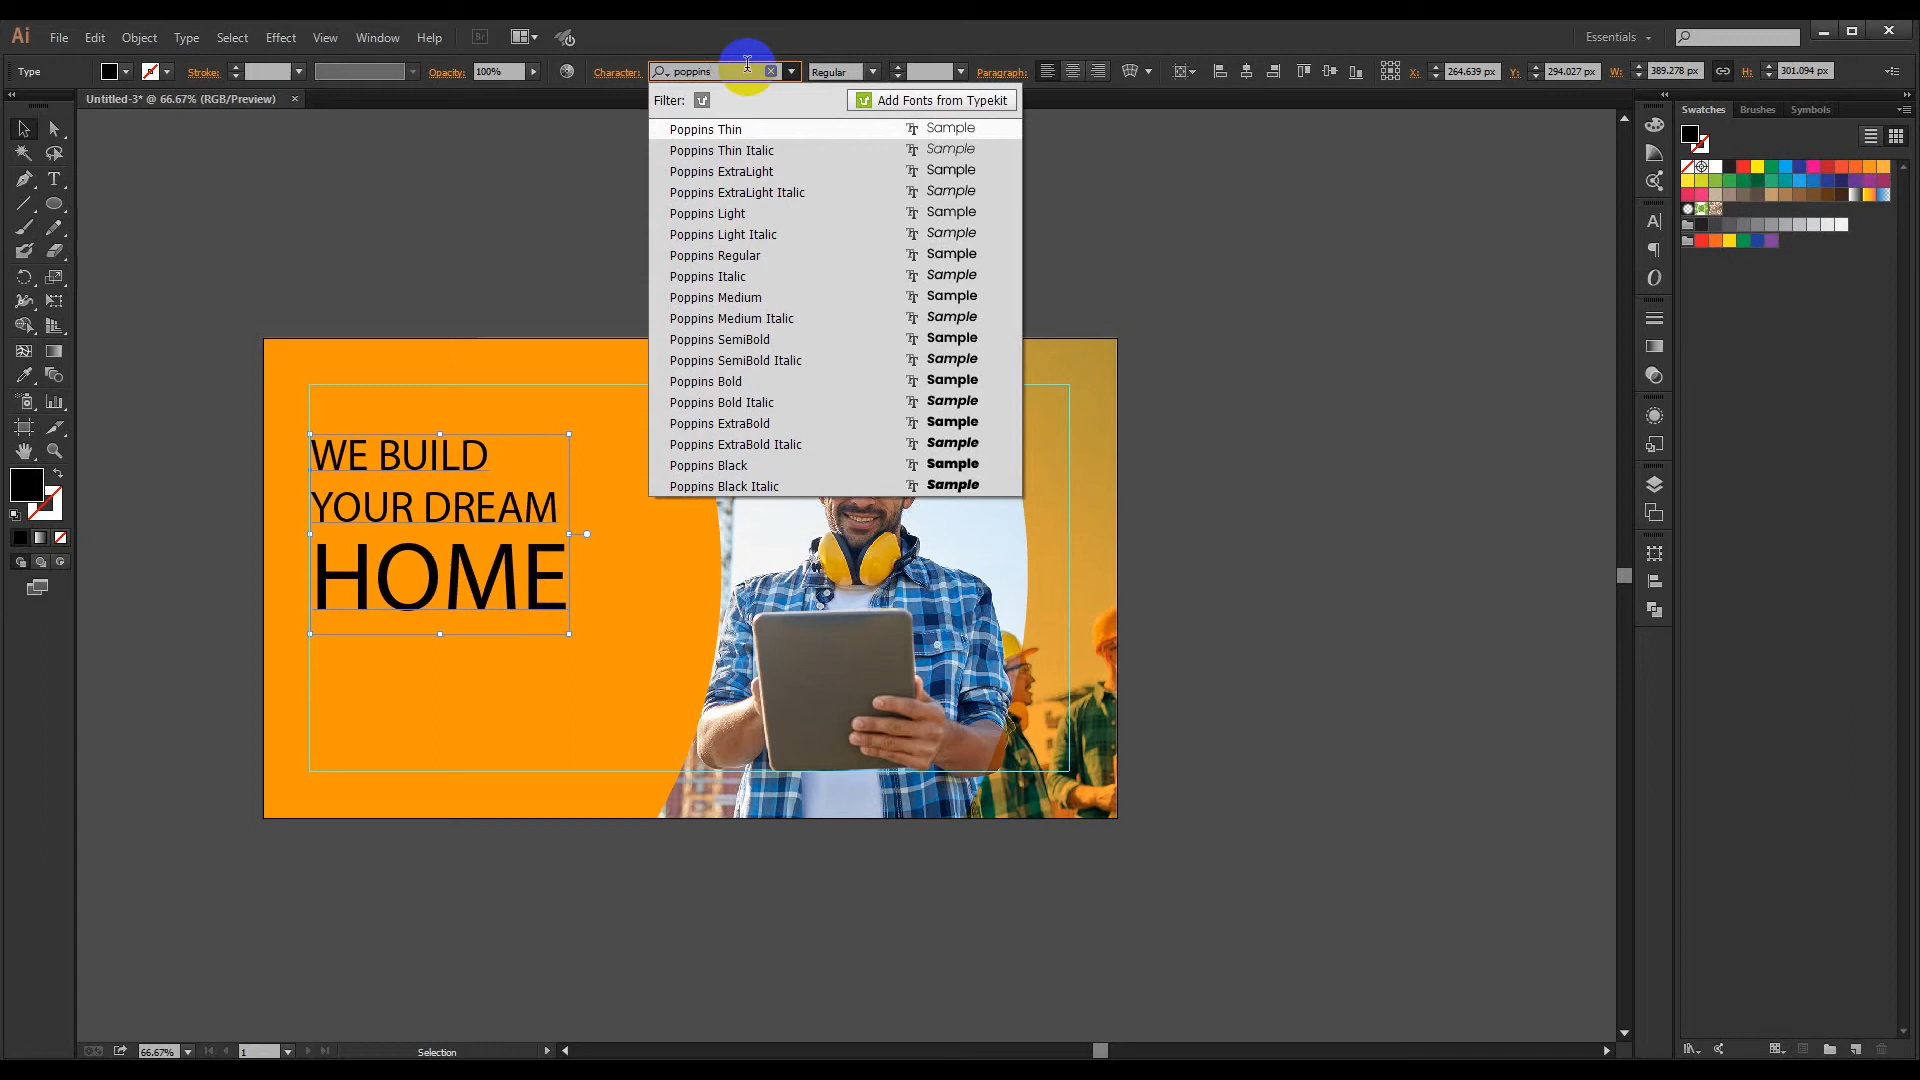 Ai File Edit Object Type Select Effect View Window Help Br Essentials
Type Stroke: Opacity: 100% Character: poppins Regular Paragraph: X: 264.639 px Y: 294.027 px W: 389.278 px H: 301.094 px
Untitled-3* @ 66.67% (RGB/Preview) ×
Filter: Add Fonts from Typekit
Swatches Brushes Symbols
Poppins Thin Sample
Poppins Thin Italic Sample
Poppins ExtraLight Sample
Poppins ExtraLight Italic Sample
Poppins Light Sample
Poppins Light Italic Sample
Poppins Regular Sample
Poppins Italic Sample
Poppins Medium Sample
Poppins Medium Italic Sample
Poppins SemiBold Sample
Poppins SemiBold Italic Sample
Poppins Bold Sample
Poppins Bold Italic Sample
Poppins ExtraBold Sample
Poppins ExtraBold Italic Sample
Poppins Black Sample
Poppins Black Italic Sample
WE BUILD
YOUR DREAM
HOME
66.67% 1 Selection